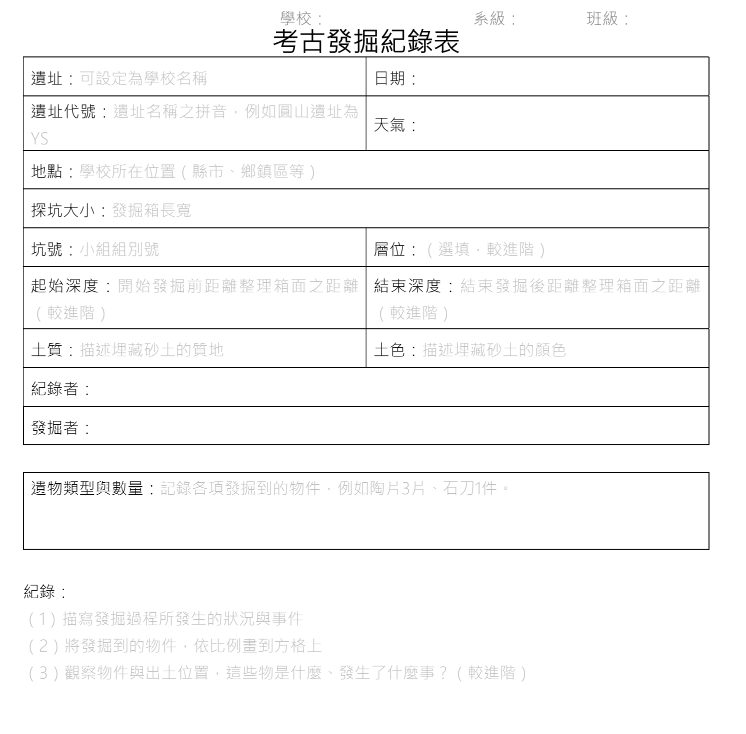 學校： 系級： 班級：
考古發掘紀錄表
遺址：可設定為學校名稱 日期：
遺址代號：遺址名稱之拼音，例如圓山遺址為
YS
天氣：
地點：學校所在位置（縣市、鄉鎮區等）
探坑大小：發掘箱長寬
坑號：小組組別號 層位：（選填，較進階）
起始深度：開始發掘前距離整理箱面之距離
（較進階）
結束深度：結束發掘後距離整理箱面之距離
（較進階）
土質：描述埋藏砂土的質地 土色：描述埋藏砂土的顏色
紀錄者：
發掘者：
遺物類型與數量：記錄各項發掘到的物件，例如陶片3片、石刀1件。
紀錄：
（1）描寫發掘過程所發生的狀況與事件
（2）將發掘到的物件，依比例畫到方格上
（3）觀察物件與出土位置，這些物是什麼、發生了什麼事？（較進階）